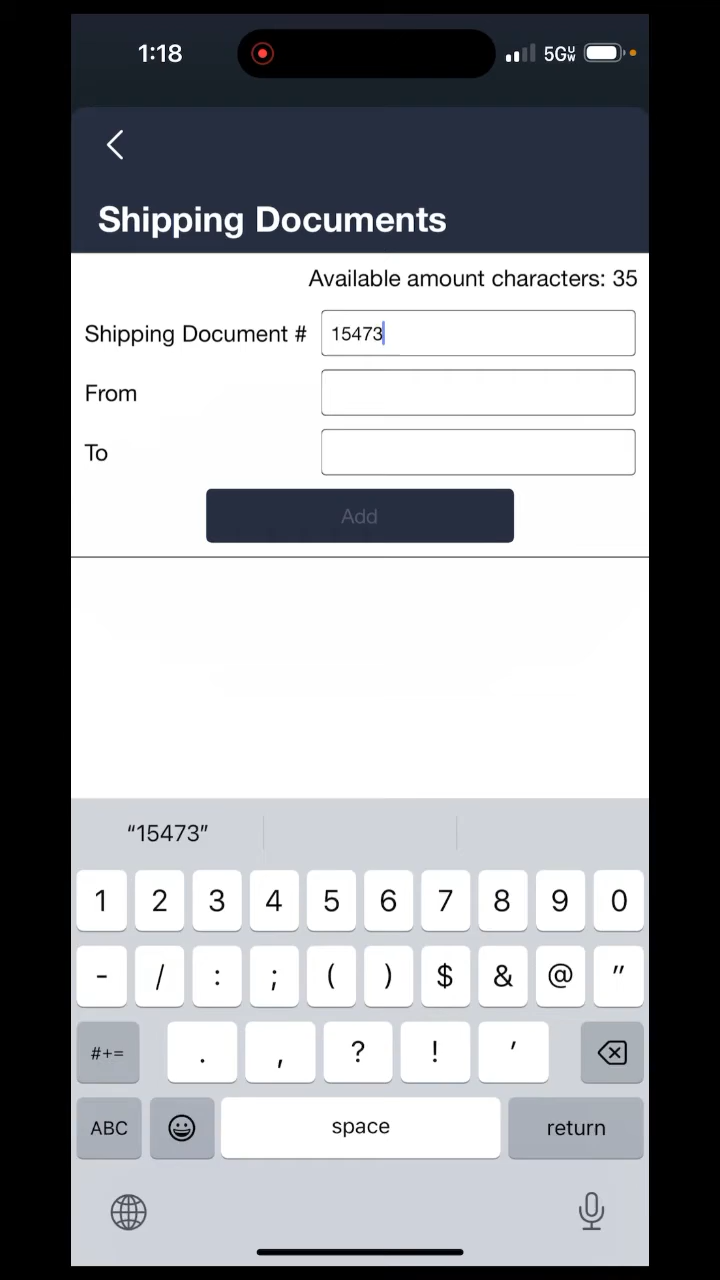 1:18
5GUW
Shipping Documents
Available amount characters: 35
Shipping Document # 15473
From
To
Add
“15473”
1 2 3 4 5 6 7 8 9 0
- / : ; ( ) $ & @ "
#+= . , ? ! '
ABC space return